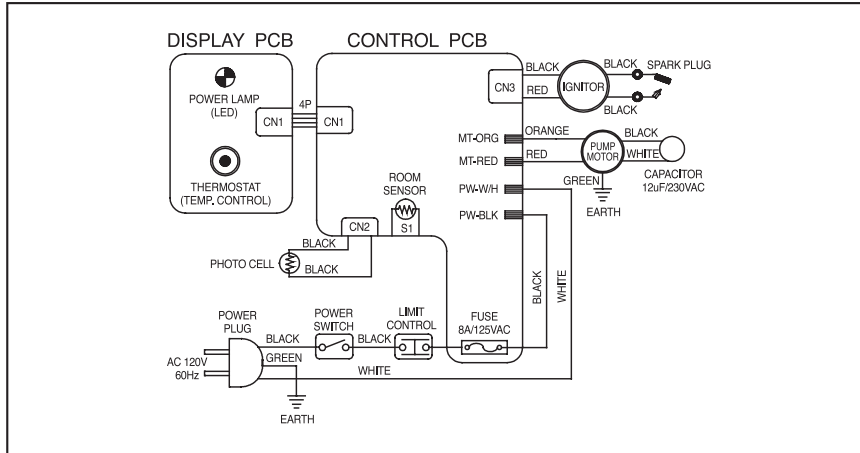 DISPLAY PCB
CONTROL PCB
POWER LAMP
(LED)
CN1
4P
CN1
THERMOSTAT
(TEMP. CONTROL)
CN3
BLACK
RED
IGNITOR
BLACK
BLACK
SPARK PLUG
MT-ORG
ORANGE
MT-RED
RED
PUMP
MOTOR
BLACK
WHITE
CAPACITOR
12uF/230VAC
GREEN
EARTH
PW-W/H
PW-BLK
ROOM
SENSOR
S1
CN2
BLACK
BLACK
PHOTO CELL
BLACK
WHITE
POWER
PLUG
AC 120V
60Hz
BLACK
GREEN
WHITE
EARTH
POWER
SWITCH
BLACK
LIMIT
CONTROL
FUSE
8A/125VAC